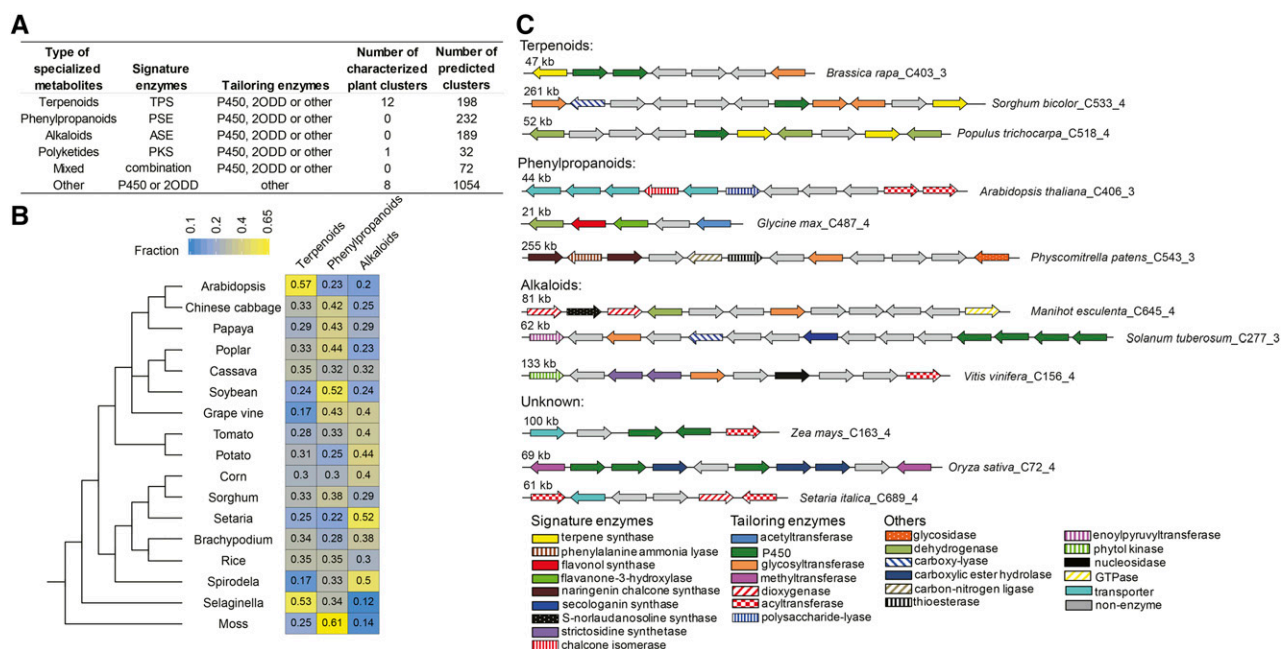 A
Type of specialized metabolites Signature enzymes Tailoring enzymes Number of characterized plant clusters Number of predicted clusters
Terpenoids TPS P450, 2ODD or other 12 198
Phenylpropanoids PSE P450, 2ODD or other 0 232
Alkaloids ASE P450, 2ODD or other 0 189
Polyketides PKS P450, 2ODD or other 1 32
Mixed combination P450, 2ODD or other 0 72
Other P450 or 2ODD other 8 1054
B
Fraction
0.1 0.2 0.4 0.65
Terpenoids Phenylpropanoids Alkaloids
Arabidopsis 0.57 0.23 0.2
Chinese cabbage 0.33 0.42 0.25
Papaya 0.29 0.43 0.29
Poplar 0.33 0.44 0.23
Cassava 0.35 0.32 0.32
Soybean 0.24 0.52 0.24
Grape vine 0.17 0.43 0.4
Tomato 0.28 0.33 0.4
Potato 0.31 0.25 0.44
Corn 0.3 0.3 0.4
Sorghum 0.33 0.38 0.29
Setaria 0.25 0.22 0.52
Brachypodium 0.34 0.28 0.38
Rice 0.35 0.35 0.3
Spirodela 0.17 0.33 0.5
Selaginella 0.53 0.34 0.12
Moss 0.25 0.61 0.14
C
Terpenoids:
47 kb
Brassica rapa_C403_3
261 kb
Sorghum bicolor_C533_4
52 kb
Populus trichocarpa_C518_4
Phenylpropanoids:
44 kb
Arabidopsis thaliana_C406_3
21 kb
Glycine max_C487_4
255 kb
Physcomitrella patens_C543_3
Alkaloids:
81 kb
Manihot esculenta_C645_4
62 kb
Solanum tuberosum_C277_3
133 kb
Vitis vinifera_C156_4
Unknown:
100 kb
Zea mays_C163_4
69 kb
Oryza sativa_C72_4
61 kb
Setaria italica_C689_4
Signature enzymes
terpene synthase
phenylalanine ammonia lyase
flavonol synthase
flavanone-3-hydroxylase
naringenin chalcone synthase
secologanin synthase
S-norlaudanosoline synthase
strictosidine synthetase
chalcone isomerase
Tailoring enzymes
acetyltransferase
P450
glycosyltransferase
methyltransferase
dioxygenase
acyltransferase
polysaccharide-lyase
Others
glycosidase
dehydrogenase
carboxy-lyase
carboxylic ester hydrolase
carbon-nitrogen ligase
thioesterase
enoylpyruvyltransferase
phytol kinase
nucleosidase
GTPase
transporter
non-enzyme